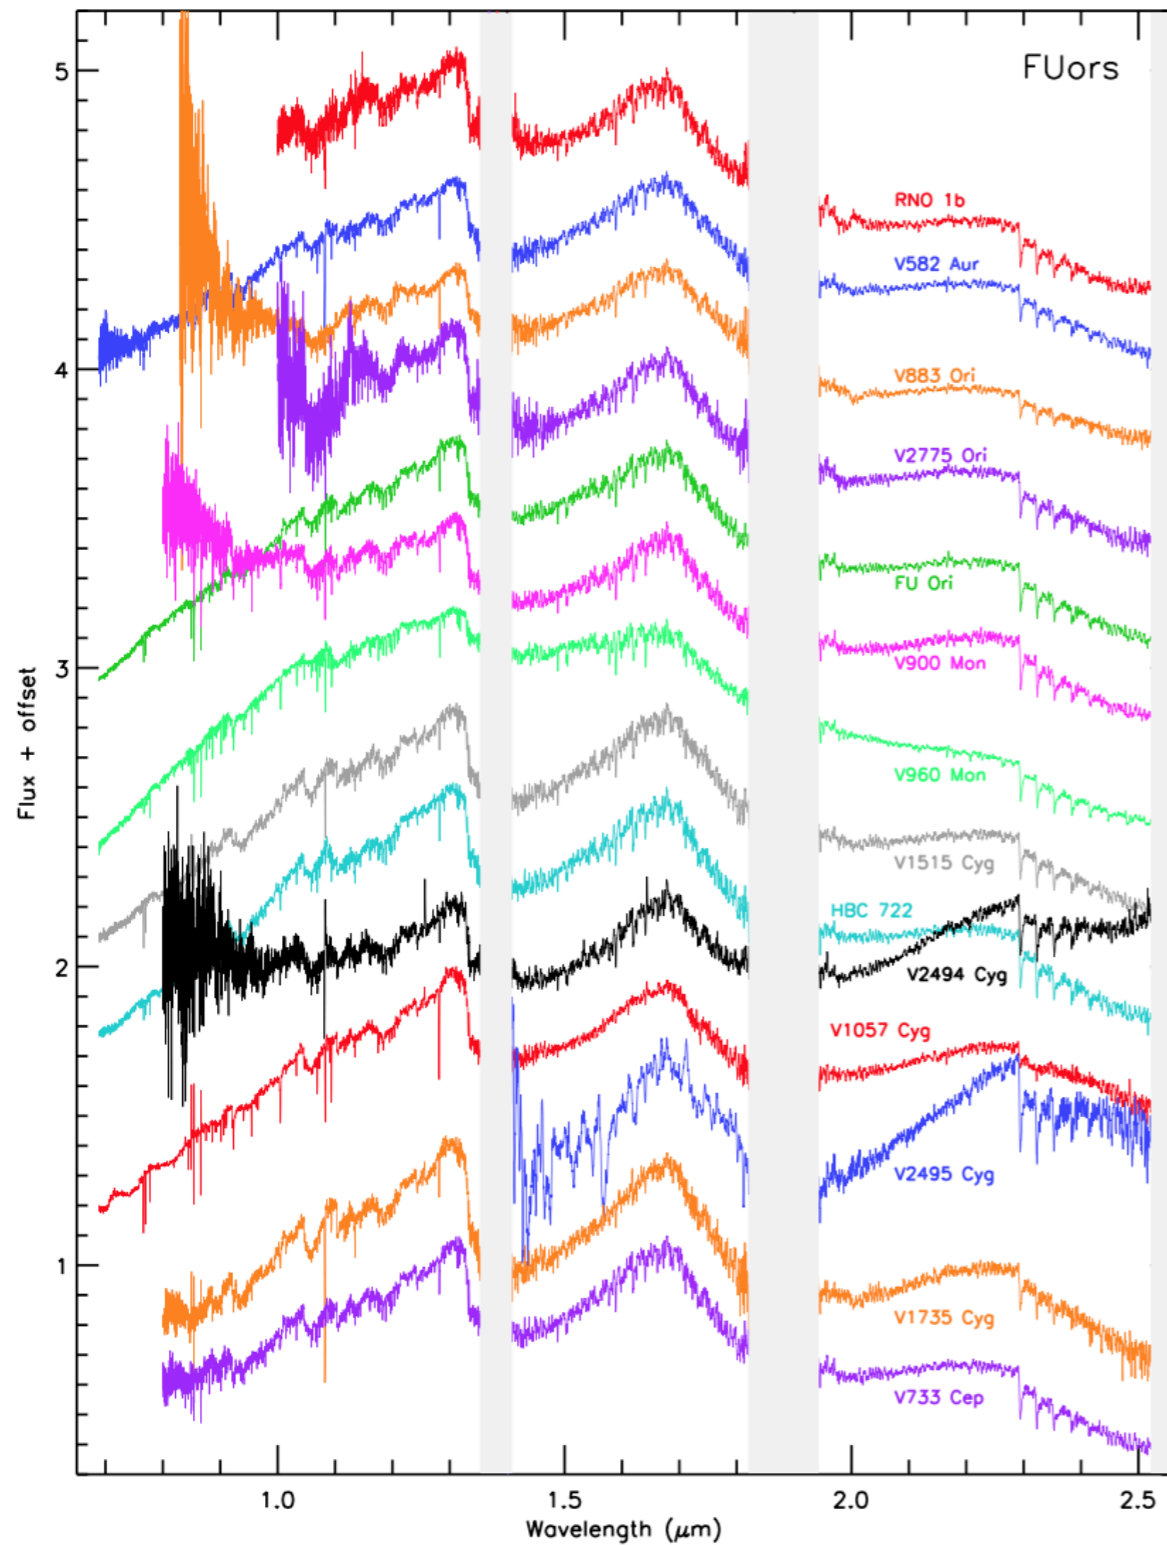 FUors
5
RNO 1b
V582 Aur
4
V883 Ori
V2775 Ori
FU Ori
3
V900 Mon
Flux + offset
V960 Mon
V1515 Cyg
HBC 722
2
V2494 Cyg
V1057 Cyg
V2495 Cyg
1
V1735 Cyg
V733 Cep
1.0 1.5 2.0 2.5
Wavelength (μm)